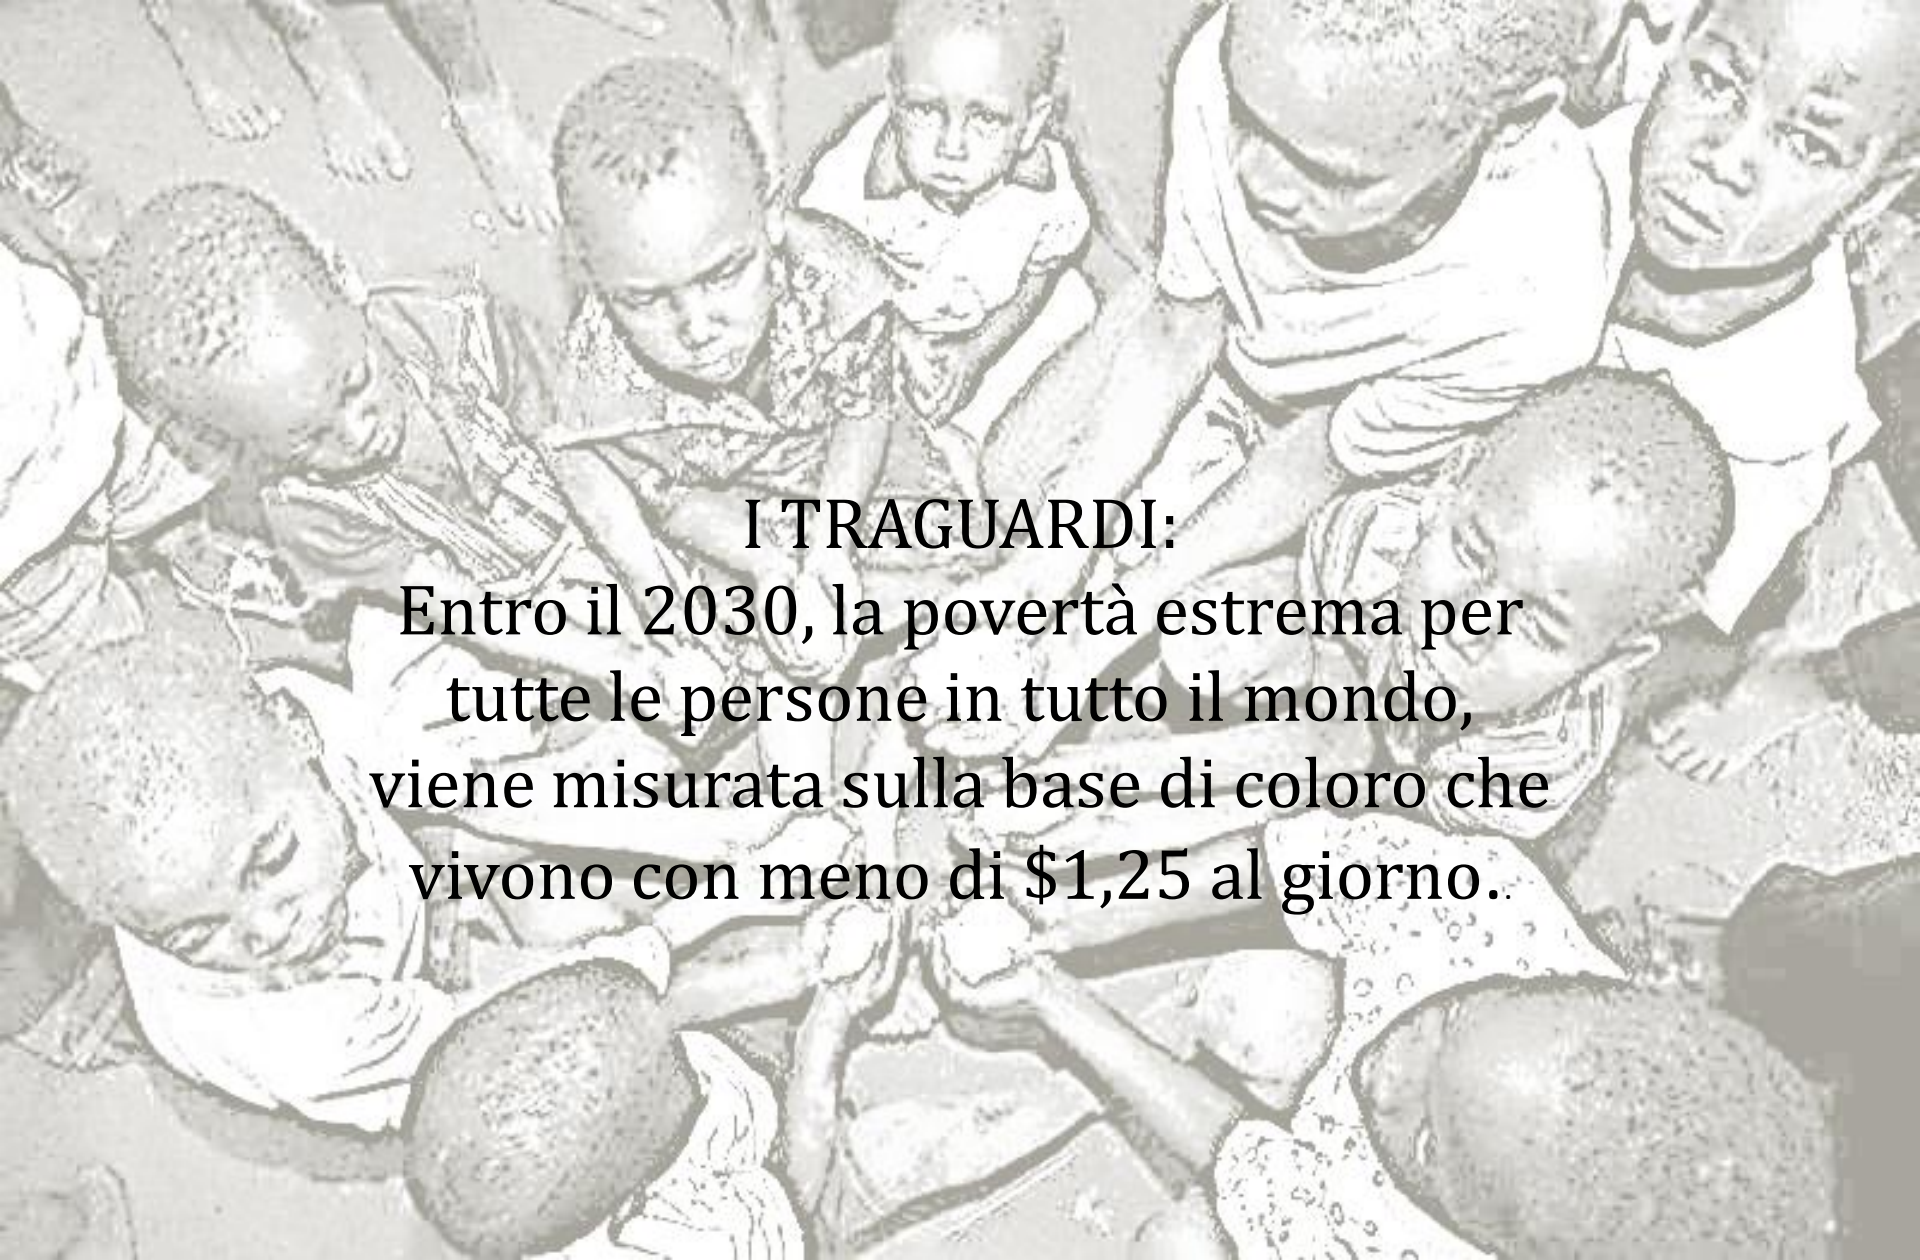 I TRAGUARDI:
Entro il 2030, la povertà estrema per
tutte le persone in tutto il mondo,
viene misurata sulla base di coloro che
vivono con meno di $1,25 al giorno..